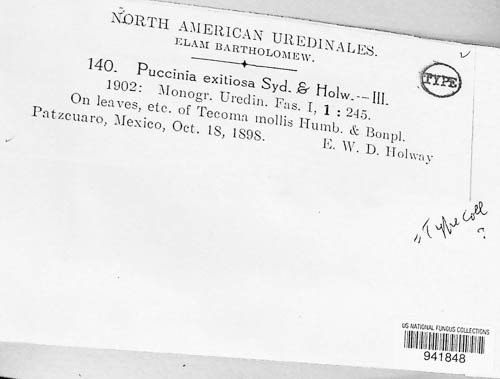 NORTH AMERICAN UREDINALES.
ELAM BARTHOLOMEW.
140. Puccinia exitiosa Syd. & Holw.--III.
1902: Monogr. Uredin. Fas. I, 1 : 245.
On leaves, etc. of Tecoma mollis Humb. & Bonpl.
Patzcuaro, Mexico, Oct. 18, 1898.
E. W. D. Holway
TYPE
"Type Coll
?
US NATIONAL FUNGUS COLLECTIONS
941848